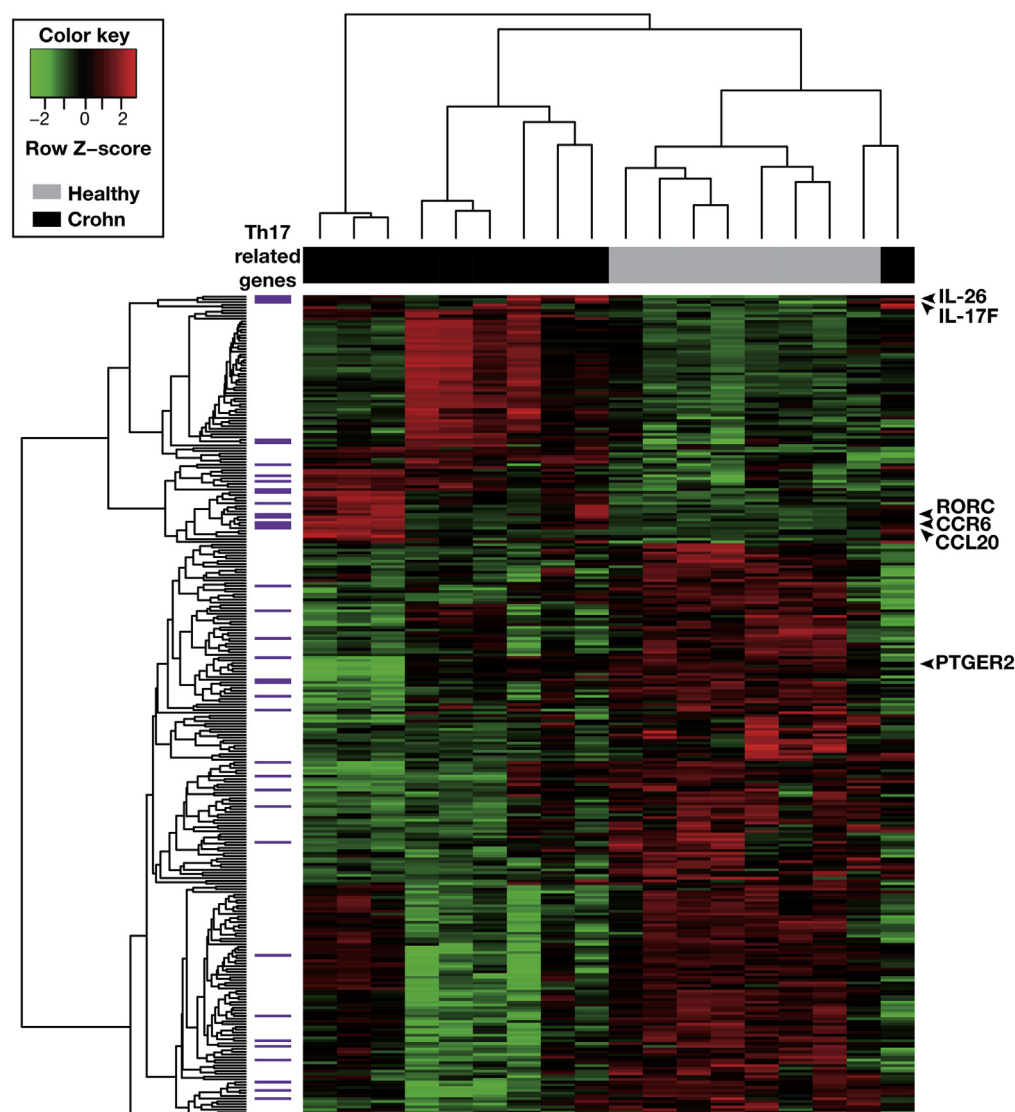 Color key
−2 0 2
Row Z−score
Healthy
Crohn
Th17
related
genes
IL-26
IL-17F
RORC
CCR6
CCL20
PTGER2